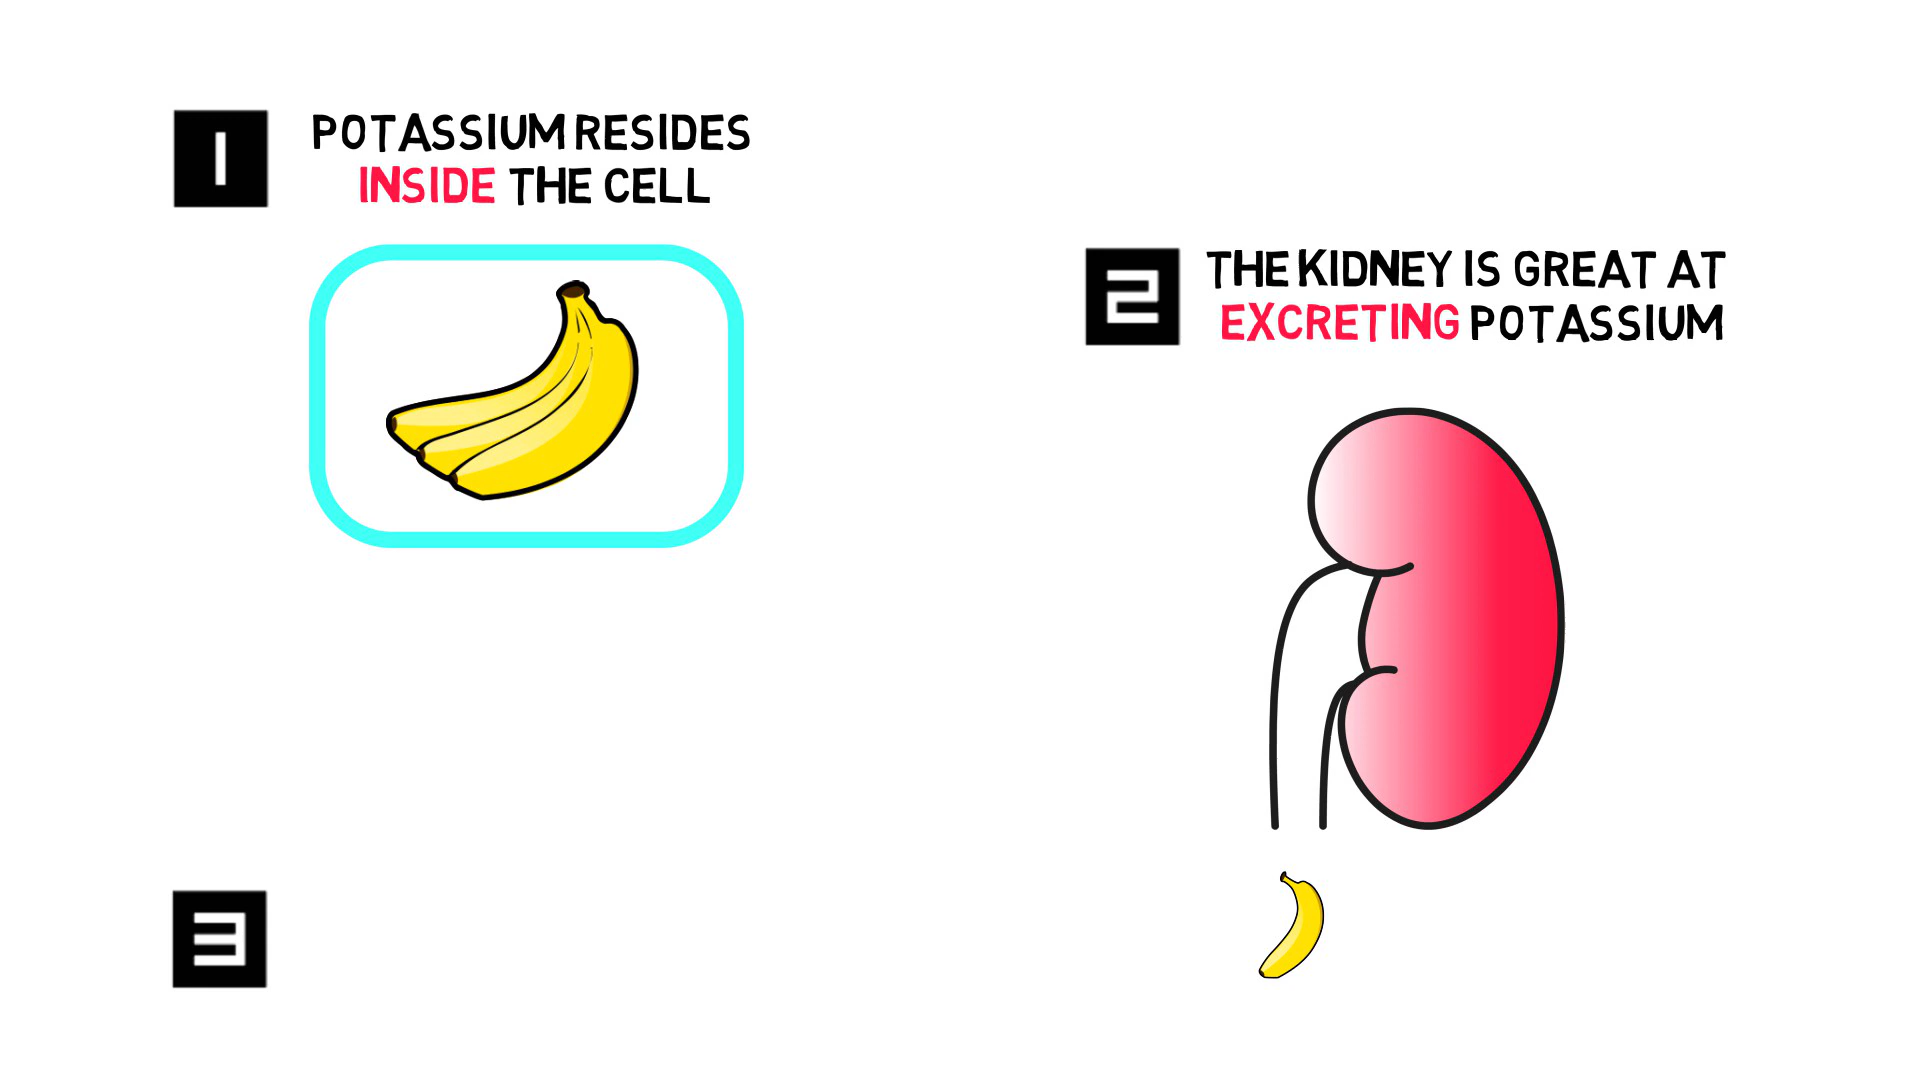 1
POTASSIUM RESIDES
INSIDE THE CELL
2
THE KIDNEY IS GREAT AT
EXCRETING POTASSIUM
3